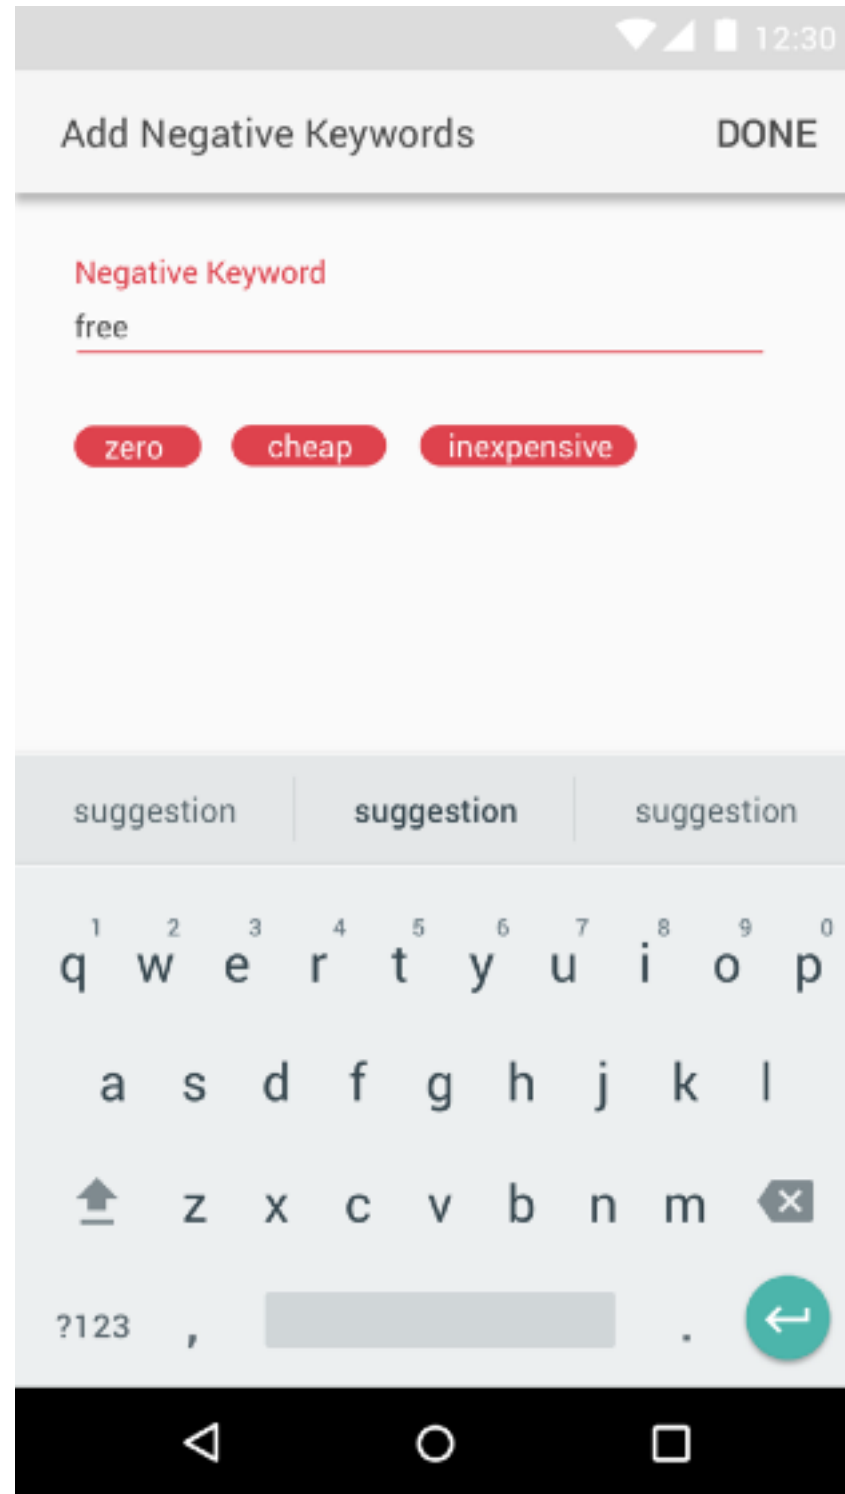 12:30
Add Negative Keywords DONE
Negative Keyword
free
zero cheap inexpensive
suggestion suggestion suggestion
1 2 3 4 5 6 7 8 9 0
q w e r t y u i o p
a s d f g h j k l
z x c v b n m
?123 , .